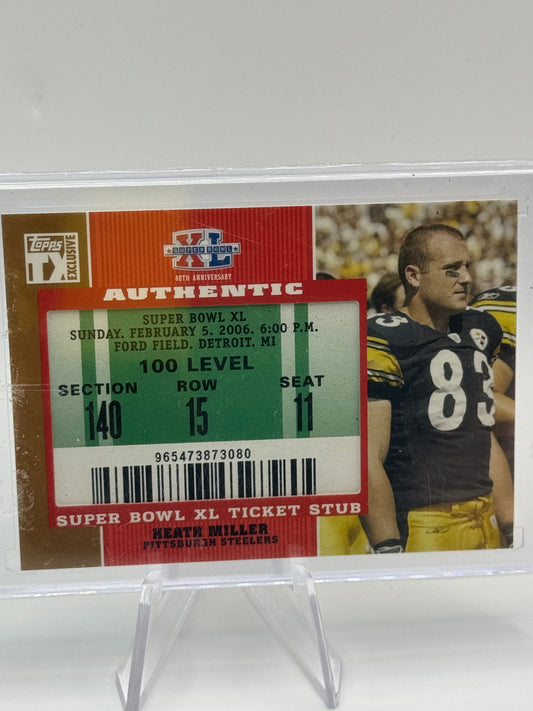 Topps
TX
EXCLUSIVE
XL
SUPER BOWL
40TH ANNIVERSARY
AUTHENTIC
SUPER BOWL XL
SUNDAY, FEBRUARY 5, 2006, 6:00 P.M.
FORD FIELD, DETROIT, MI
100 LEVEL
SECTION ROW SEAT
140 15 11
965473873080
SUPER BOWL XL TICKET STUB
HEATH MILLER
PITTSBURGH STEELERS
83